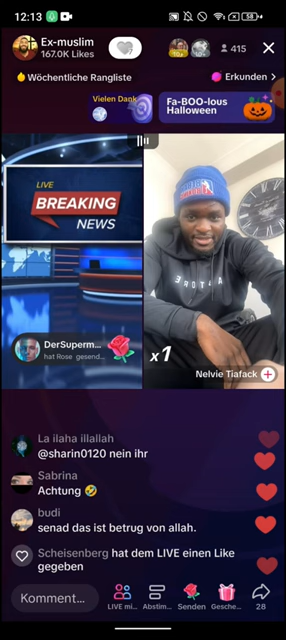 12:13
58
Ex-muslim
167.0K Likes
415
Wöchentliche Rangliste
Erkunden >
Vielen Dank
Fa-BOO-lous
Halloween
LIVE
BREAKING
NEWS
DerSuperm...
hat Rose gesend...
x1
Nelvie Tiafack
La ilaha illallah
@sharin0120 nein ihr
Sabrina
Achtung 🤣
budi
senad das ist betrug von allah.
Scheisenberg hat dem LIVE einen Like
gegeben
Komment...
LIVE mi...
Abstim...
Senden
Gesche...
28